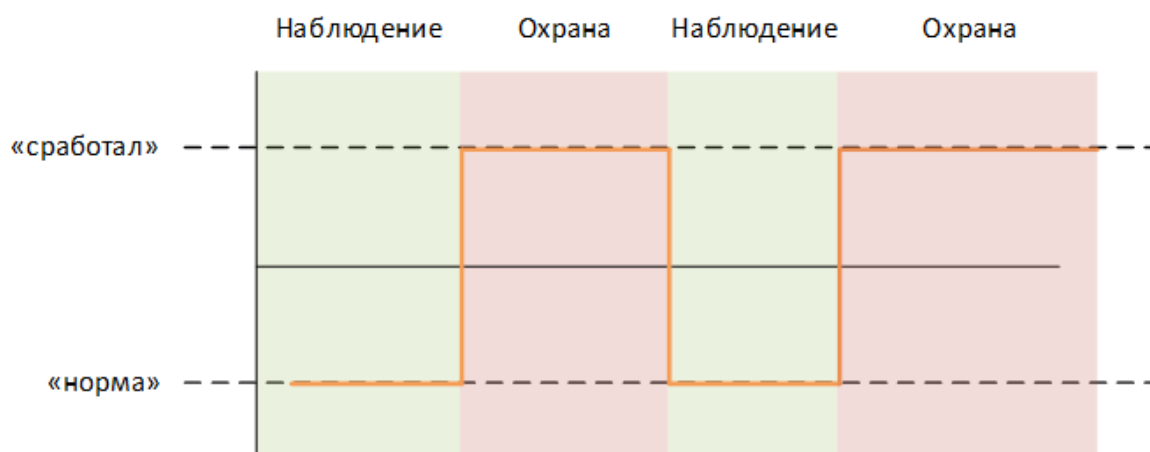 Наблюдение Охрана Наблюдение Охрана
«сработал»
«норма»